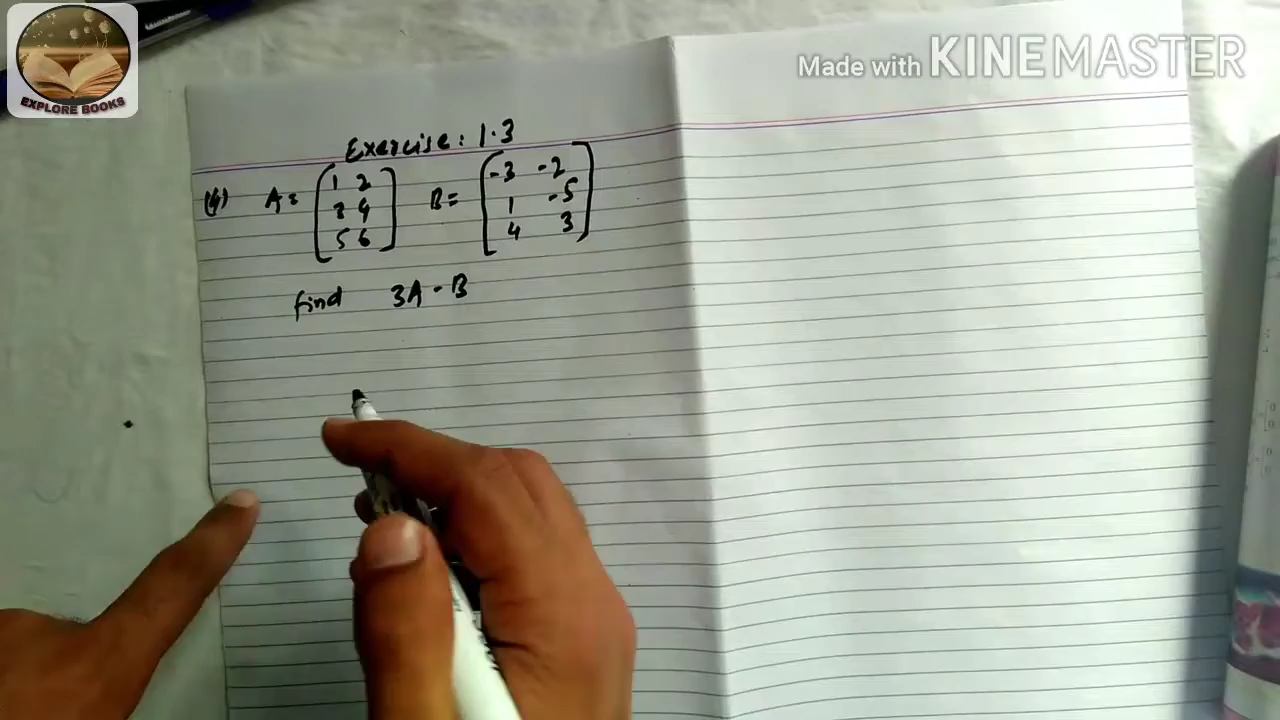 EXPLORE BOOKS
Made with KINEMASTER
Exercise: 1.3
(4) A = [1 2 B = [-3 -2
3 4] 1 -5
5 6] 4 3]
find 3A - B